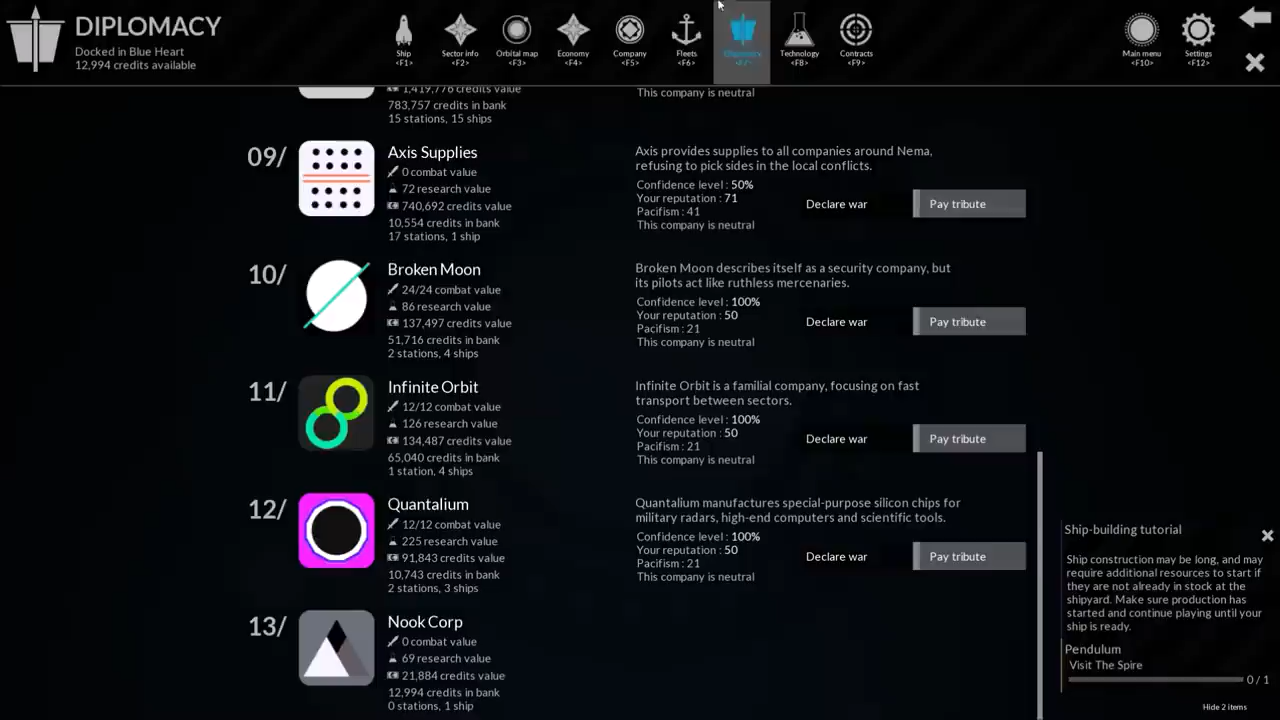 DIPLOMACY
Docked in Blue Heart
12,994 credits available
Ship
<F1>
Sector info
<F2>
Orbital map
<F3>
Economy
<F4>
Company
<F5>
Fleets
<F6>
Diplomacy
<F7>
Technology
<F8>
Contracts
<F9>
Main menu
<F10>
Settings
<F12>
1,419,776 credits value
783,757 credits in bank
15 stations, 15 ships
This company is neutral
09/
Axis Supplies
0 combat value
72 research value
740,692 credits value
10,554 credits in bank
17 stations, 1 ship
Axis provides supplies to all companies around Nema,
refusing to pick sides in the local conflicts.
Confidence level : 50%
Your reputation : 71
Pacifism : 41
This company is neutral
Declare war
Pay tribute
10/
Broken Moon
24/24 combat value
86 research value
137,497 credits value
51,716 credits in bank
2 stations, 4 ships
Broken Moon describes itself as a security company, but
its pilots act like ruthless mercenaries.
Confidence level : 100%
Your reputation : 50
Pacifism : 21
This company is neutral
Declare war
Pay tribute
11/
Infinite Orbit
12/12 combat value
126 research value
134,487 credits value
65,040 credits in bank
1 station, 4 ships
Infinite Orbit is a familial company, focusing on fast
transport between sectors.
Confidence level : 100%
Your reputation : 50
Pacifism : 21
This company is neutral
Declare war
Pay tribute
12/
Quantalium
12/12 combat value
225 research value
91,843 credits value
10,743 credits in bank
2 stations, 3 ships
Quantalium manufactures special-purpose silicon chips for
military radars, high-end computers and scientific tools.
Confidence level : 100%
Your reputation : 50
Pacifism : 21
This company is neutral
Declare war
Pay tribute
13/
Nook Corp
0 combat value
69 research value
21,884 credits value
12,994 credits in bank
0 stations, 1 ship
Ship-building tutorial
Ship construction may be long, and may
require additional resources to start if
they are not already in stock at the
shipyard. Make sure production has
started and continue playing until your
ship is ready.
Pendulum
Visit The Spire
0 / 1
Hide 2 items